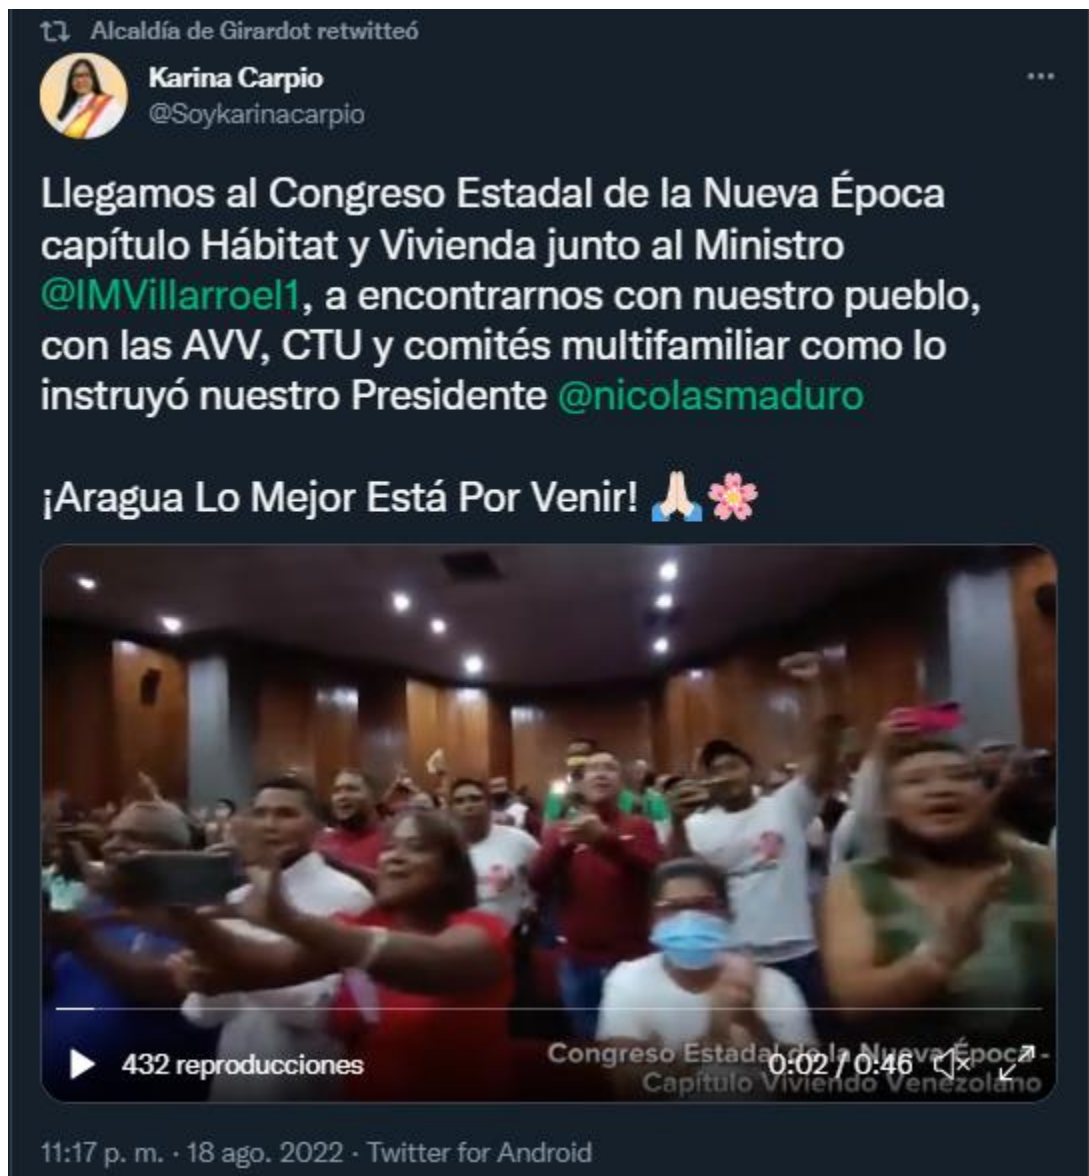 Alcaldía de Girardot retwitteó
Karina Carpio
@Soykarinacarpio
Llegamos al Congreso Estadal de la Nueva Época
capítulo Hábitat y Vivienda junto al Ministro
@IMVillarroel1, a encontrarnos con nuestro pueblo,
con las AVV, CTU y comités multifamiliar como lo
instruyó nuestro Presidente @nicolasmaduro
¡Aragua Lo Mejor Está Por Venir! 🙏🏻🌸
Congreso Estadal de la Nueva Época -
Capítulo Viviendo Venezolano
432 reproducciones
0:02 / 0:46
11:17 p. m. · 18 ago. 2022 · Twitter for Android